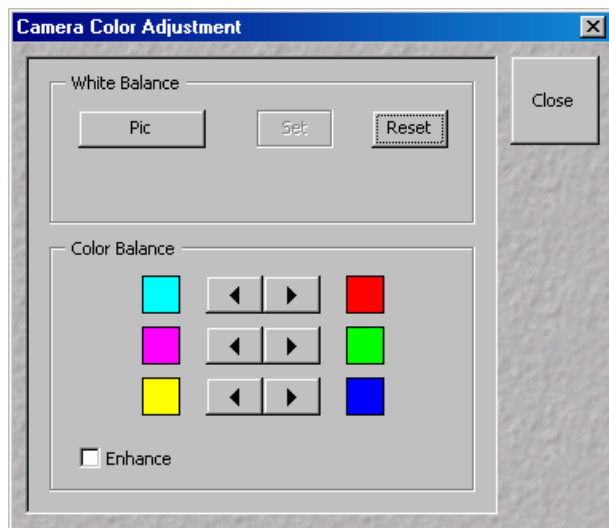 Camera Color Adjustment
White Balance
Pic Set Reset
Close
Color Balance
Enhance